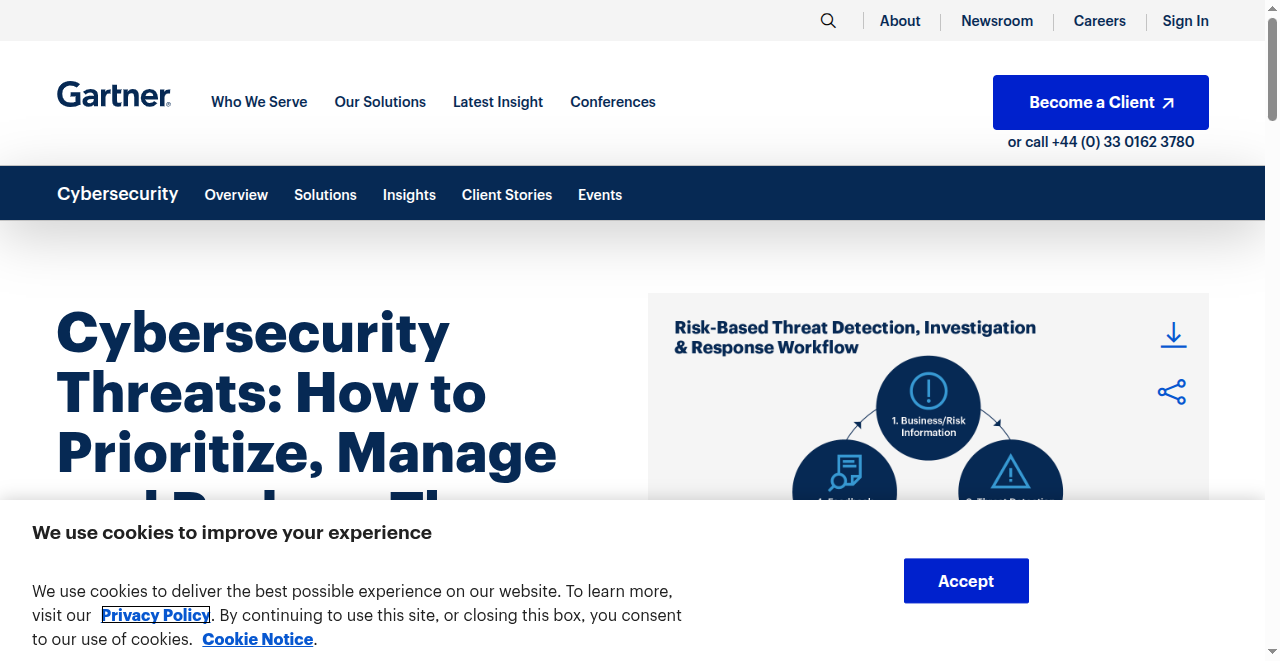 About
Newsroom
Careers
Sign In
Gartner®
Who We Serve
Our Solutions
Latest Insight
Conferences
Become a Client
or call +44 (0) 33 0162 3780
Cybersecurity
Overview
Solutions
Insights
Client Stories
Events
Cybersecurity
Threats: How to
Prioritize, Manage
Risk-Based Threat Detection, Investigation
& Response Workflow
1. Business/Risk
Information
We use cookies to improve your experience
We use cookies to deliver the best possible experience on our website. To learn more,
visit our Privacy Policy. By continuing to use this site, or closing this box, you consent
to our use of cookies. Cookie Notice.
Accept